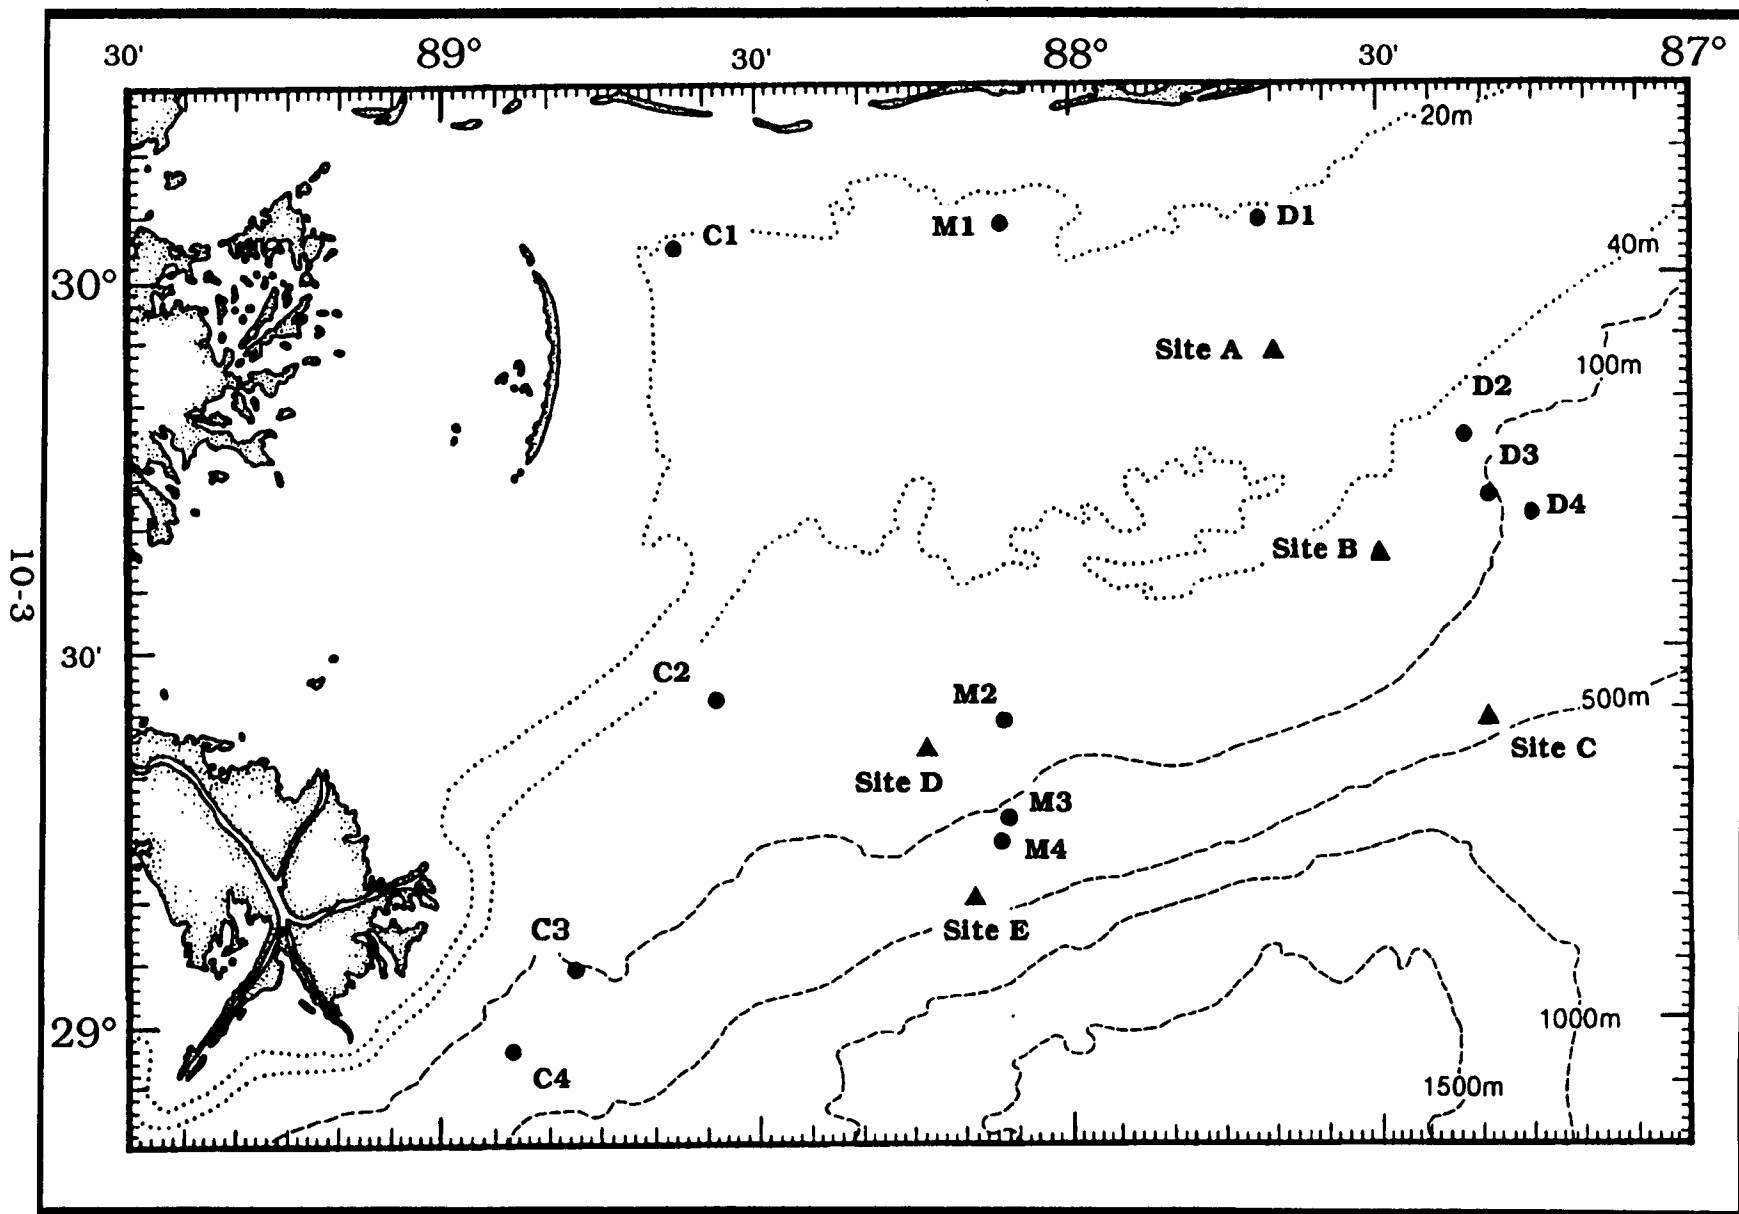 30' 89° 30' 88° 30' 87°
20m
C1 M1 D1
40m
30°
Site A
100m
D2
D3
D4
Site B
10-3
30'
C2
M2
500m
Site C
Site D
M3
M4
C3
Site E
29°
1000m
C4
1500m